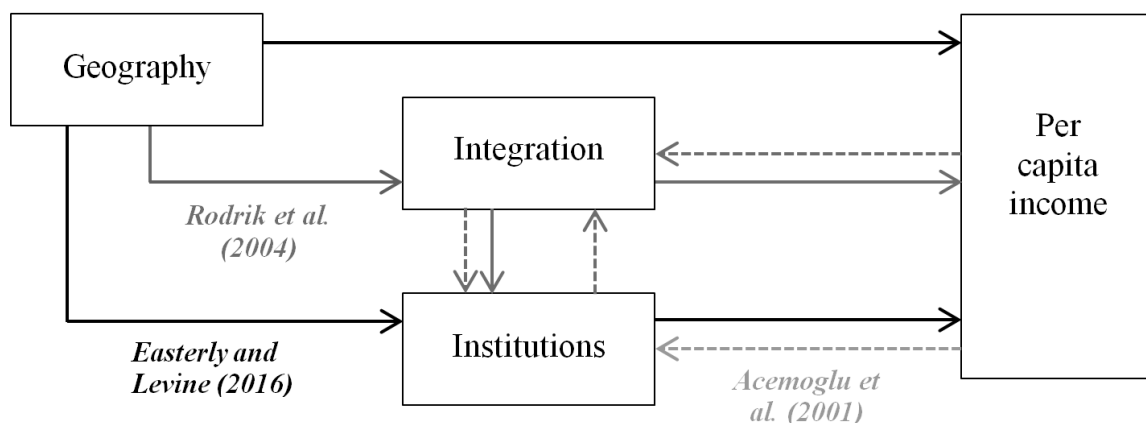 Geography
Integration
Per
capita
income
Rodrik et al.
(2004)
Institutions
Easterly and
Levine (2016)
Acemoglu et
al. (2001)